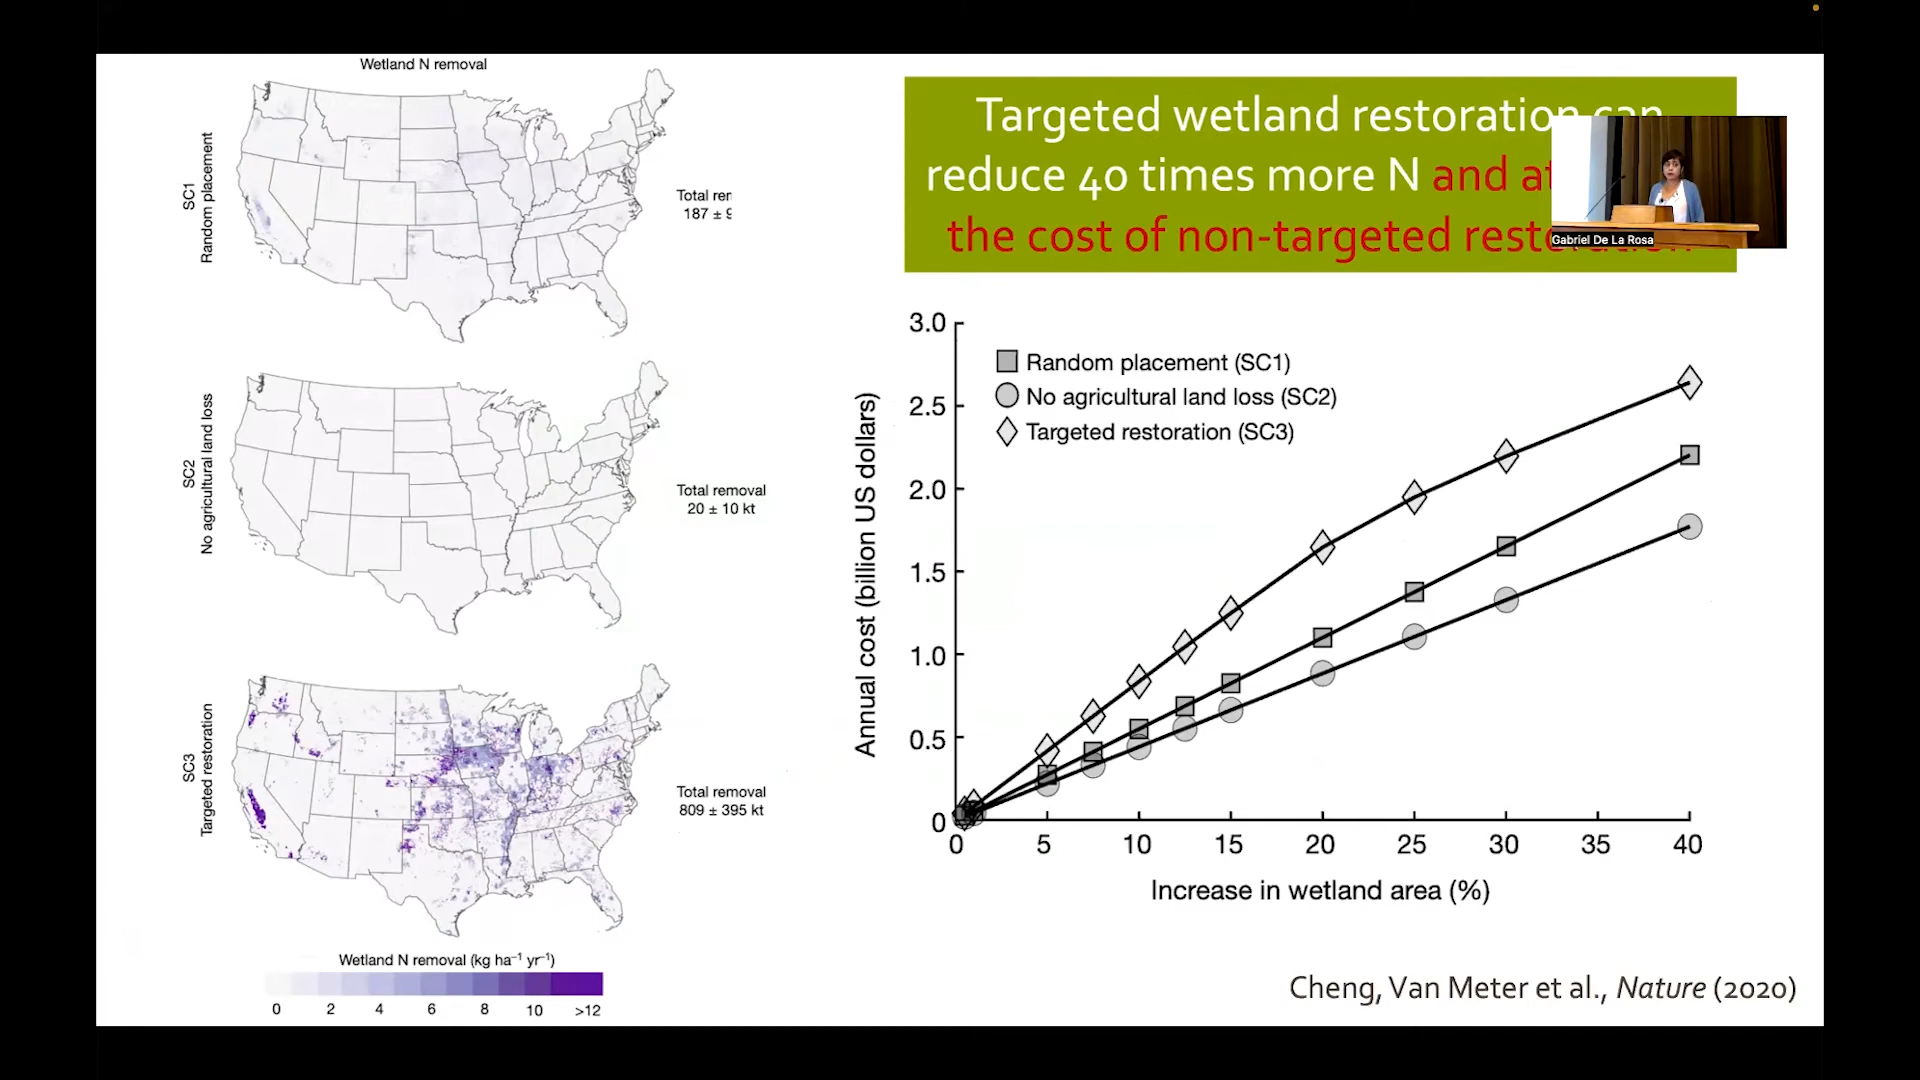 Wetland N removal
SC1
Random placement
Total
187 ±
SC2
No agricultural land loss
Total removal
20 ± 10 kt
SC3
Targeted restoration
Total removal
809 ± 395 kt
Wetland N removal (kg ha⁻¹ yr⁻¹)
0 2 4 6 8 10 >12
Targeted wetland restoration can
reduce 40 times more N and at
the cost of non-targeted
Gabriel De La Rosa
3.0
2.5
2.0
1.5
1.0
0.5
0
Annual cost (billion US dollars)
Random placement (SC1)
No agricultural land loss (SC2)
Targeted restoration (SC3)
0 5 10 15 20 25 30 35 40
Increase in wetland area (%)
Cheng, Van Meter et al., Nature (2020)